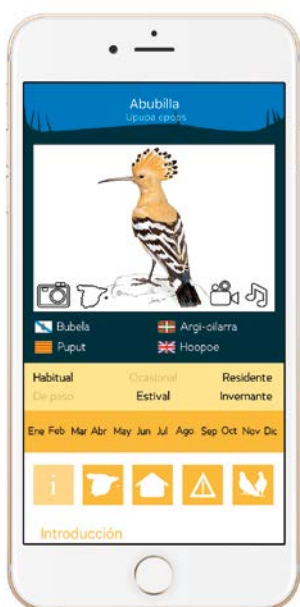 Abubilla
Upupa epops
Bubela Argi-oilarra
Puput Hoopoe
Habitual Ocasional Residente
De paso Estival Invernante
Ene Feb Mar Abr May Jun Jul Ago Sep Oct Nov Dic
i
Introducción